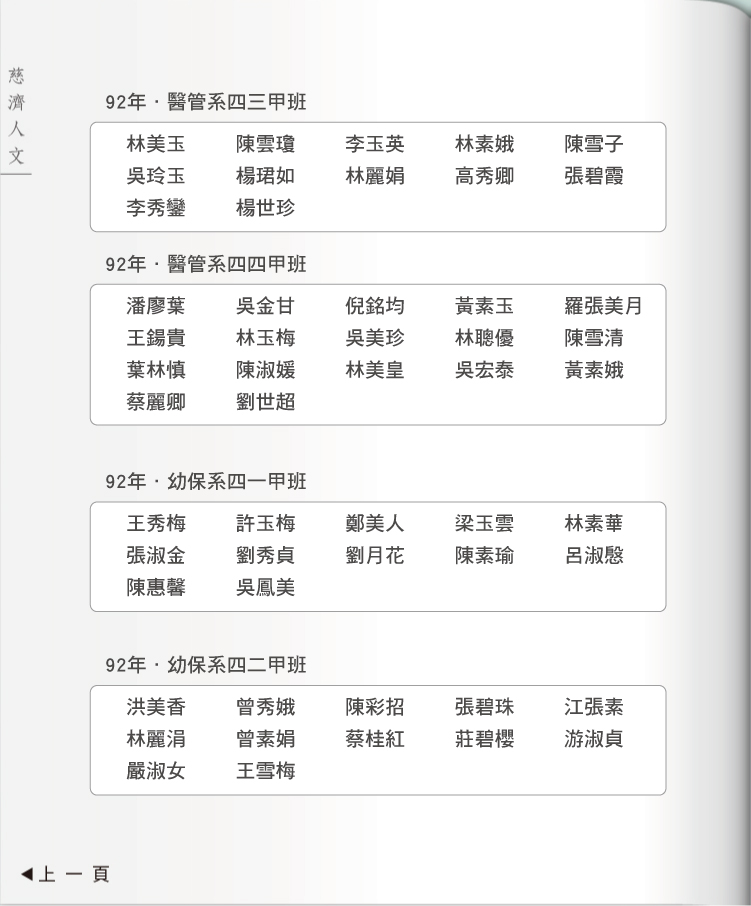 慈濟人文
92年·醫管系四三甲班
林美玉 陳雲瓊 李玉英 林素娥 陳雪子
吳玲玉 楊珺如 林麗娟 高秀卿 張碧霞
李秀鑾 楊世珍
92年·醫管系四四甲班
潘廖葉 吳金甘 倪銘均 黃素玉 羅張美月
王鍚貴 林玉梅 吳美珍 林聰優 陳雪清
葉林慎 陳淑媛 林美皇 吳宏泰 黃素娥
蔡麗卿 劉世超
92年·幼保系四一甲班
王秀梅 許玉梅 鄭美人 梁玉雲 林素華
張淑金 劉秀貞 劉月花 陳素瑜 呂淑慇
陳惠馨 吳鳳美
92年·幼保系四二甲班
洪美香 曾秀娥 陳彩招 張碧珠 江張素
林麗涓 曾素娟 蔡桂紅 莊碧櫻 游淑貞
嚴淑女 王雪梅
◀上一頁